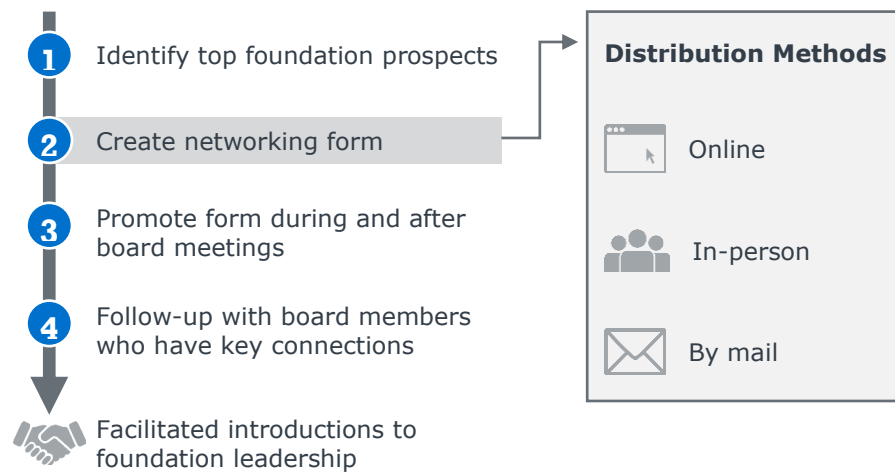 1
Identify top foundation prospects
2
Create networking form
3
Promote form during and after
board meetings
4
Follow-up with board members
who have key connections
Facilitated introductions to
foundation leadership
Distribution Methods
Online
In-person
By mail